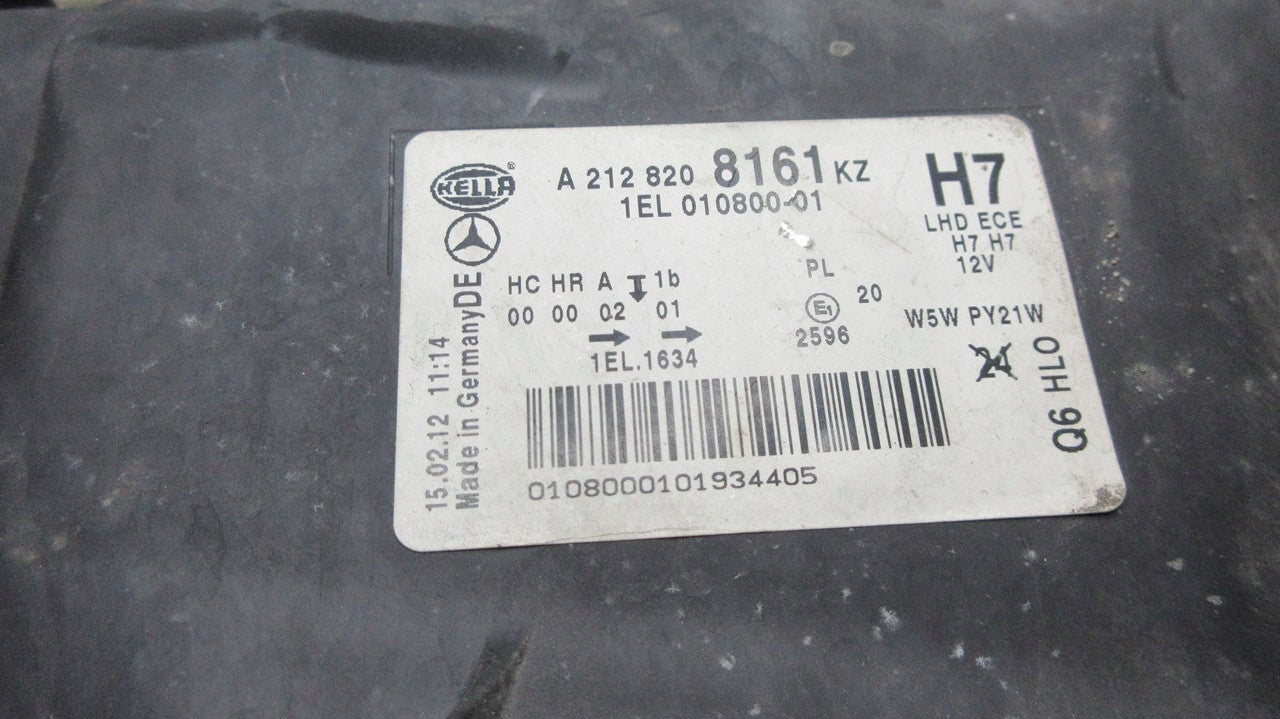 HELLA®
A 212 820 8161 KZ
1EL 010800-01
H7
LHD ECE
H7 H7
12V
HC HR A 1b
00 00 02 01
1EL.1634
PL
E1 20
2596
W5W PY21W
24
Q6 HLO
15.02.12 11:14
Made in Germany DE
0108000101934405